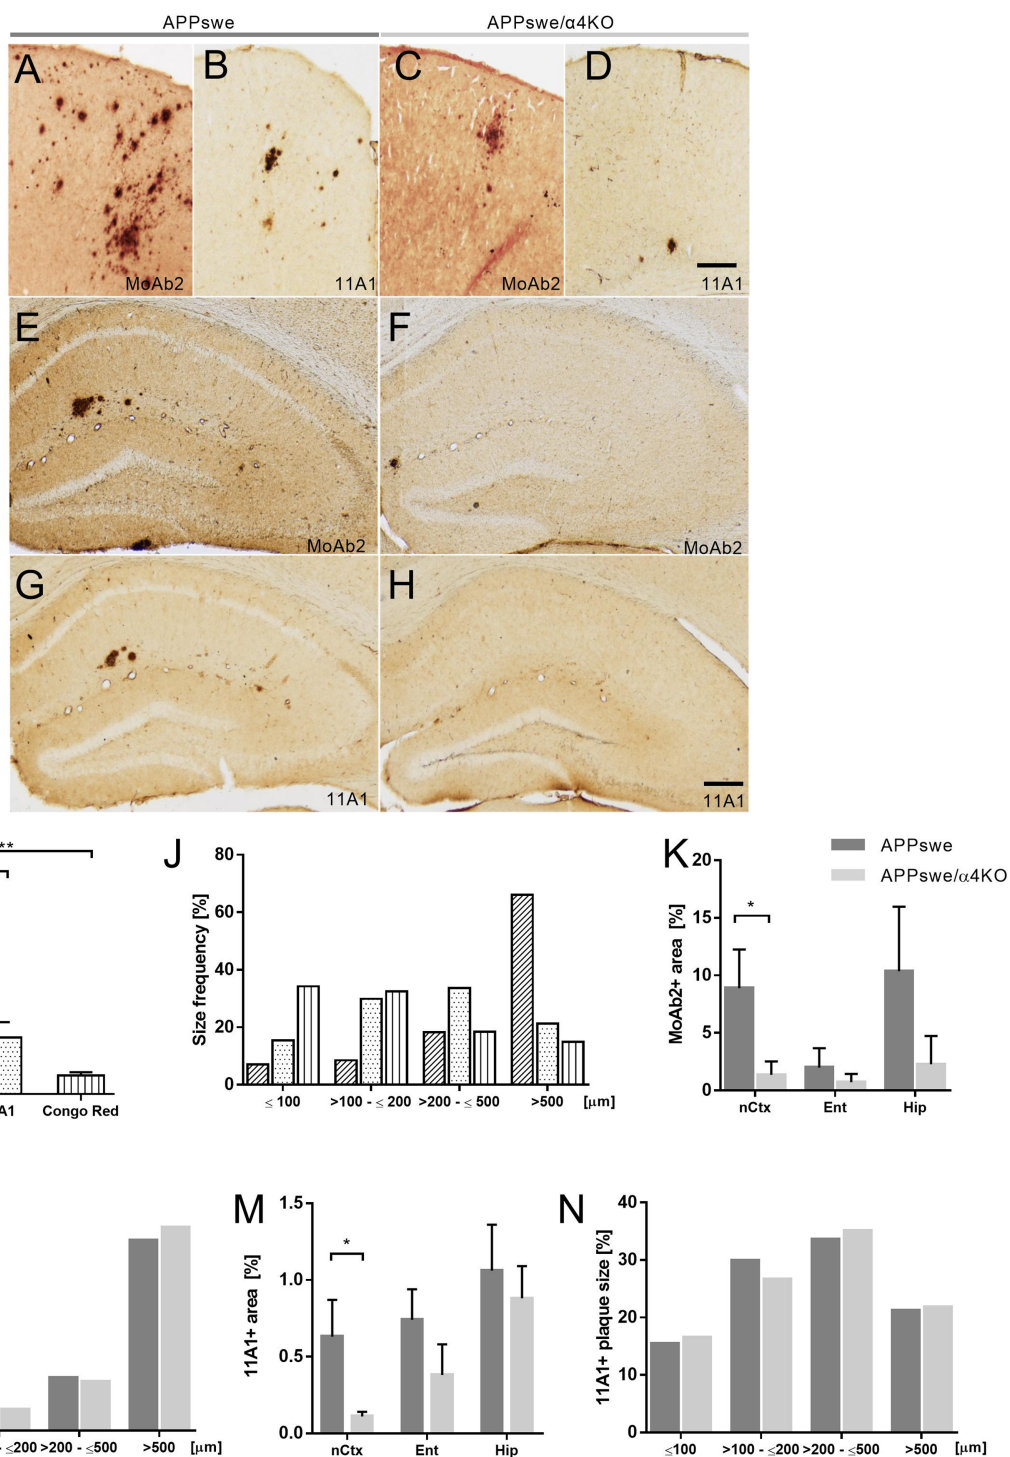 APPswe
APPswe/α4KO
A
B
C
D
MoAb2
11A1
MoAb2
11A1
E
F
MoAb2
MoAb2
G
H
11A1
11A1
**
A1
Congo Red
J
Size frequency [%]
80
60
40
20
0
≤ 100
>100 - ≤ 200
>200 - ≤ 500
>500
[µm]
K
APPswe
APPswe/α4KO
MoAb2+ area [%]
20
15
10
5
0
*
nCtx
Ent
Hip
- ≤200
>200 - ≤500
>500
[µm]
M
11A1+ area [%]
1.5
1.0
0.5
0.0
*
nCtx
Ent
Hip
N
11A1+ plaque size [%]
40
30
20
10
0
≤100
>100 - ≤200
>200 - ≤500
>500
[µm]